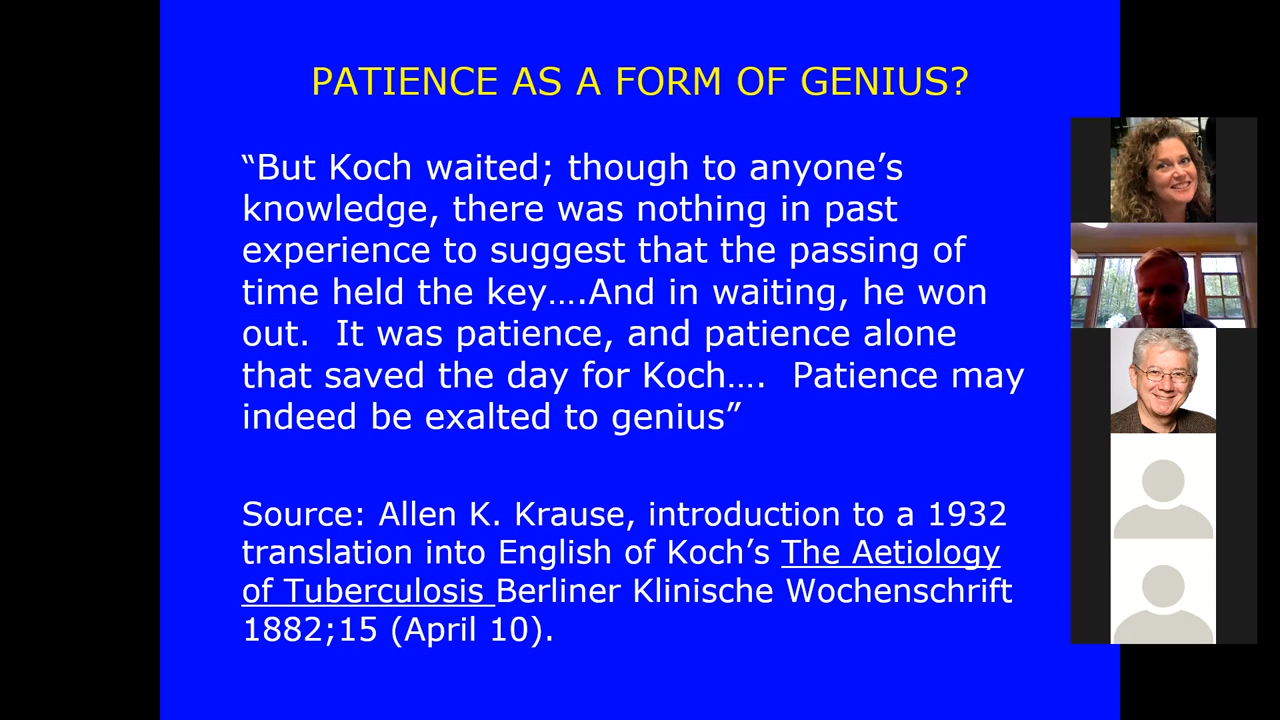 PATIENCE AS A FORM OF GENIUS?
“But Koch waited; though to anyone’s
knowledge, there was nothing in past
experience to suggest that the passing of
time held the key….And in waiting, he won
out.  It was patience, and patience alone
that saved the day for Koch….  Patience may
indeed be exalted to genius”
Source: Allen K. Krause, introduction to a 1932
translation into English of Koch’s The Aetiology
of Tuberculosis Berliner Klinische Wochenschrift
1882;15 (April 10).